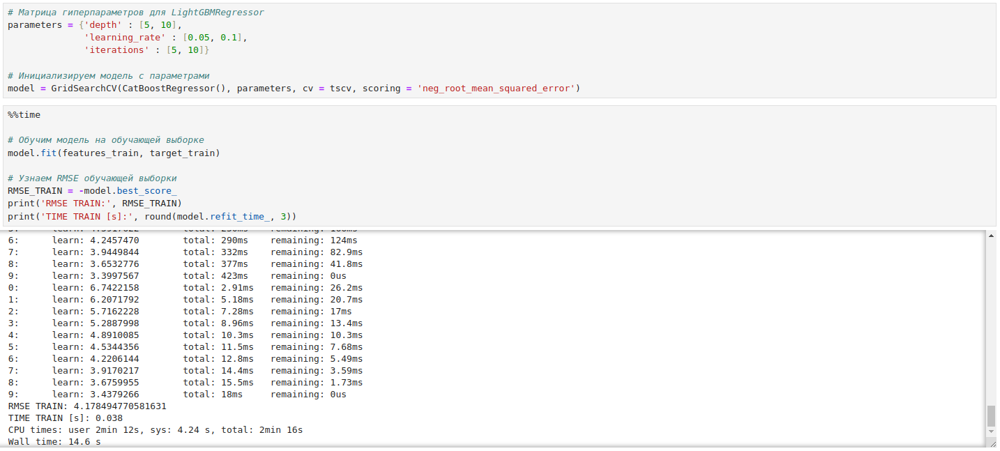 # Матрица гиперпараметров для LightGBMRegressor
parameters = {'depth' : [5, 10],
              'learning_rate' : [0.05, 0.1],
              'iterations' : [5, 10]}
# Инициализируем модель с параметрами
model = GridSearchCV(CatBoostRegressor(), parameters, cv = tscv, scoring = 'neg_root_mean_squared_error')
%%time
# Обучим модель на обучающей выборке
model.fit(features_train, target_train)
# Узнаем RMSE обучающей выборки
RMSE_TRAIN = -model.best_score_
print('RMSE TRAIN:', RMSE_TRAIN)
print('TIME TRAIN [s]:', round(model.refit_time_, 3))
6:	learn: 4.2457470	total: 290ms	remaining: 124ms
7:	learn: 3.9449844	total: 332ms	remaining: 82.9ms
8:	learn: 3.6532776	total: 377ms	remaining: 41.8ms
9:	learn: 3.3997567	total: 423ms	remaining: 0us
0:	learn: 6.7422158	total: 2.91ms	remaining: 26.2ms
1:	learn: 6.2071792	total: 5.18ms	remaining: 20.7ms
2:	learn: 5.7162228	total: 7.28ms	remaining: 17ms
3:	learn: 5.2887998	total: 8.96ms	remaining: 13.4ms
4:	learn: 4.8910085	total: 10.3ms	remaining: 10.3ms
5:	learn: 4.5344356	total: 11.5ms	remaining: 7.68ms
6:	learn: 4.2206144	total: 12.8ms	remaining: 5.49ms
7:	learn: 3.9170217	total: 14.4ms	remaining: 3.59ms
8:	learn: 3.6759955	total: 15.5ms	remaining: 1.73ms
9:	learn: 3.4379266	total: 18ms	remaining: 0us
RMSE TRAIN: 4.178494770581631
TIME TRAIN [s]: 0.038
CPU times: user 2min 12s, sys: 4.24 s, total: 2min 16s
Wall time: 14.6 s